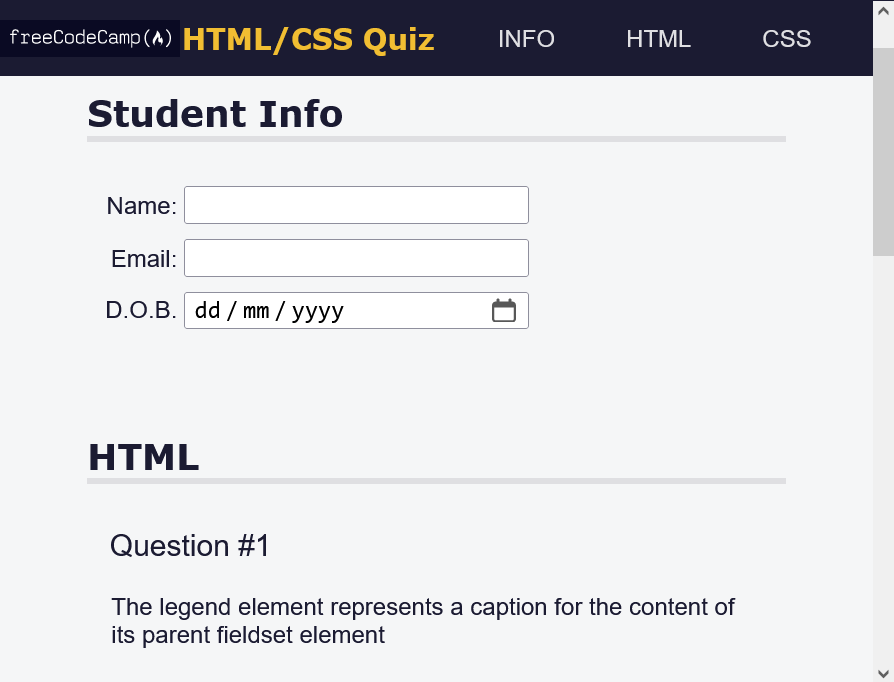 freeCodeCamp(🔥) HTML/CSS Quiz INFO HTML CSS
Student Info
Name:
Email:
D.O.B. dd / mm / yyyy
HTML
Question #1
The legend element represents a caption for the content of
its parent fieldset element